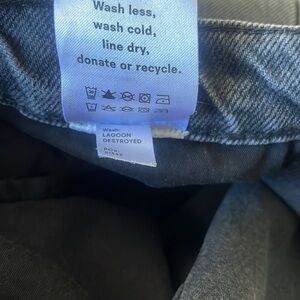 Wash less,
wash cold,
line dry,
donate or recycle.
Wash:
LAGOON
DESTROYED